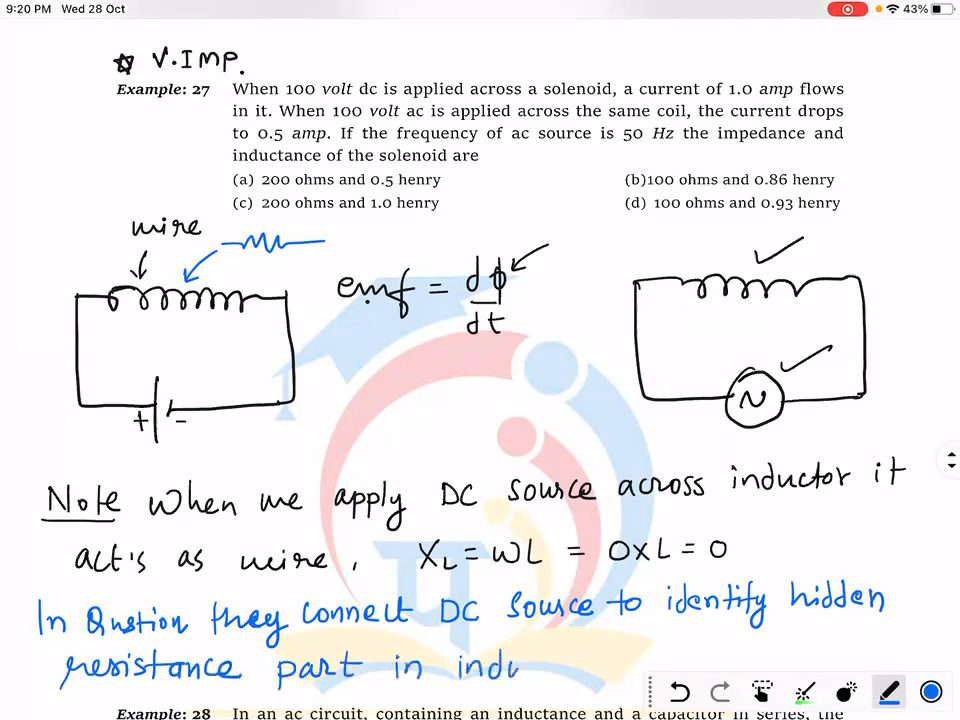 9:20 PM Wed 28 Oct
43%
☆ V.Imp.
Example: 27 When 100 volt dc is applied across a solenoid, a current of 1.0 amp flows
in it. When 100 volt ac is applied across the same coil, the current drops
to 0.5 amp. If the frequency of ac source is 50 Hz the impedance and
inductance of the solenoid are
(a) 200 ohms and 0.5 henry (b)100 ohms and 0.86 henry
(c) 200 ohms and 1.0 henry (d) 100 ohms and 0.93 henry
wire
emf = dϕ/dt
+ -
~
Note When we apply DC source across inductor it
act's as wire, XL = ωL = 0xL = 0
In Qustion they connect DC source to identify hidden
resistance part in indu
Example: 28 In an ac circuit, containing an inductance and a capacitor in series, the